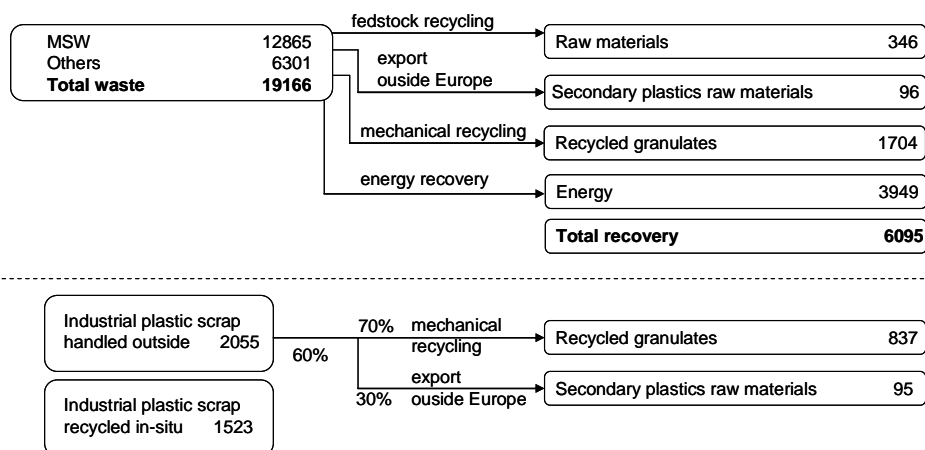 fedstock recycling
MSW 12865
Others 6301
Total waste 19166
Raw materials 346
export
ouside Europe
Secondary plastics raw materials 96
mechanical recycling
Recycled granulates 1704
energy recovery
Energy 3949
Total recovery 6095
Industrial plastic scrap
handled outside 2055
60%
70% mechanical
recycling
Recycled granulates 837
export
30% ouside Europe
Secondary plastics raw materials 95
Industrial plastic scrap
recycled in-situ 1523